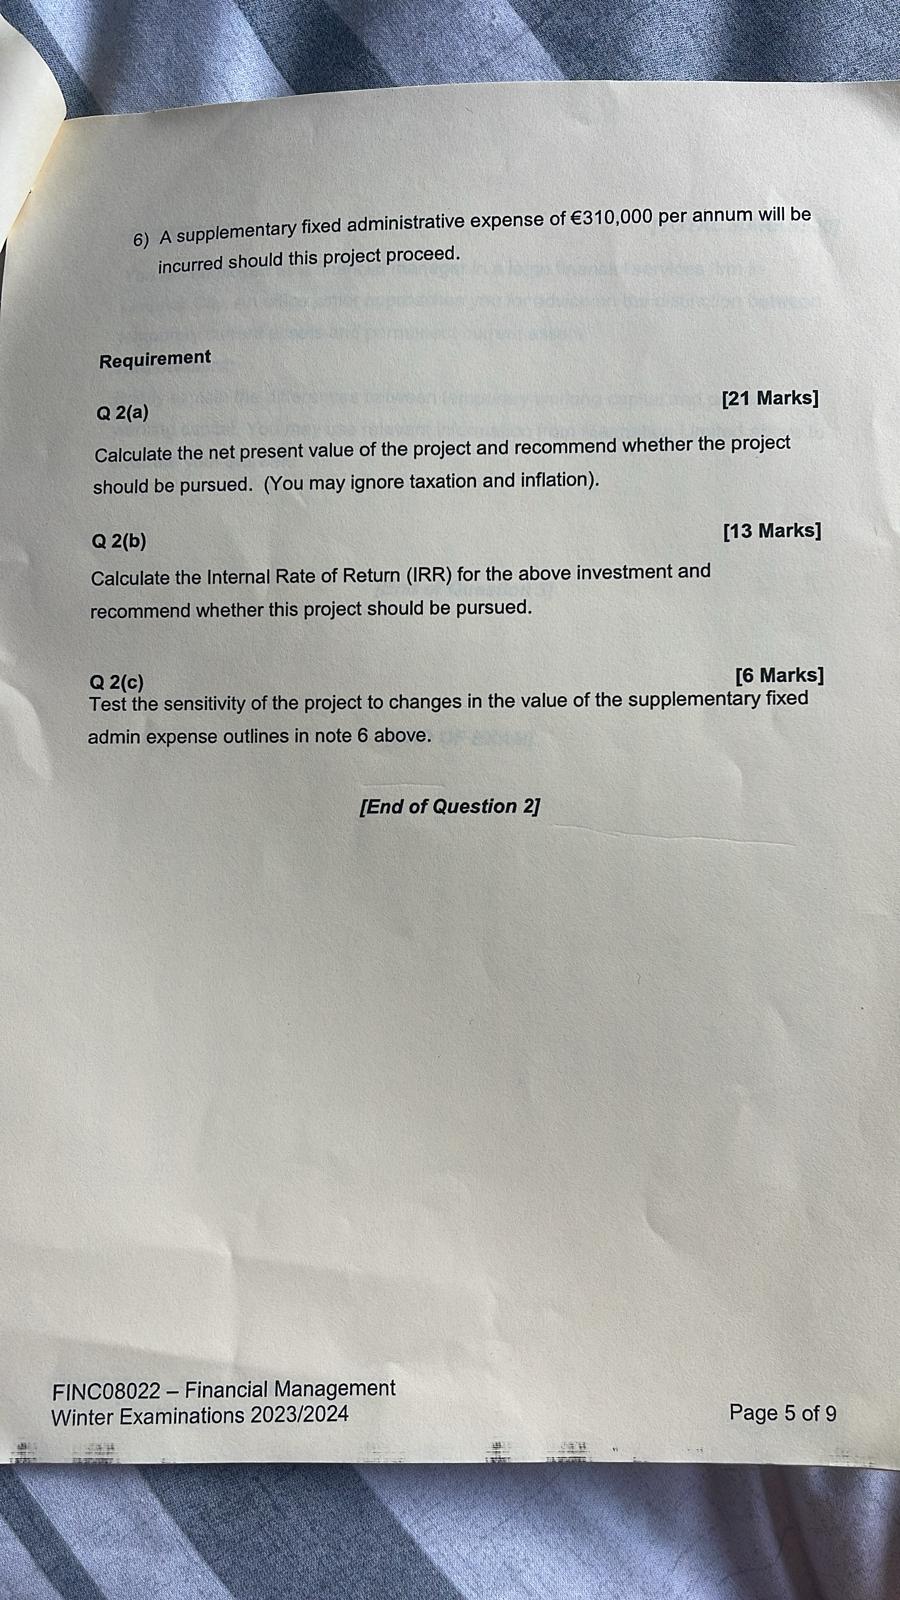 6) A supplementary fixed administrative expense of €310,000 per annum will be
incurred should this project proceed.
Requirement
Q 2(a) [21 Marks]
Calculate the net present value of the project and recommend whether the project
should be pursued. (You may ignore taxation and inflation).
Q 2(b) [13 Marks]
Calculate the Internal Rate of Return (IRR) for the above investment and
recommend whether this project should be pursued.
Q 2(c) [6 Marks]
Test the sensitivity of the project to changes in the value of the supplementary fixed
admin expense outlines in note 6 above.
[End of Question 2]
FINC08022 – Financial Management
Winter Examinations 2023/2024
Page 5 of 9